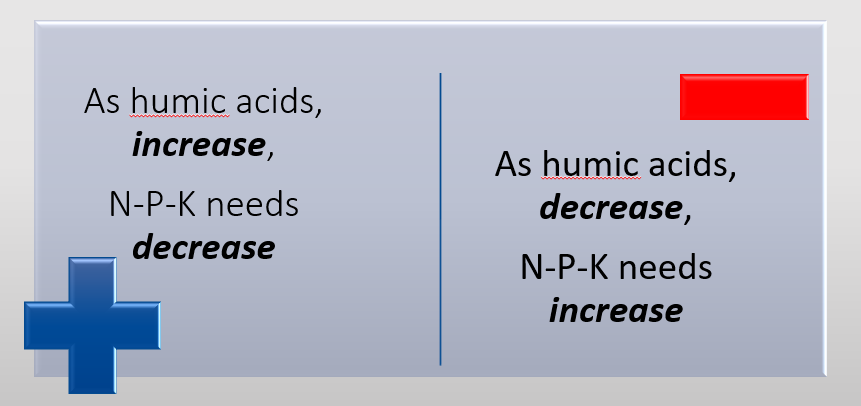 As humic acids,
increase,
N-P-K needs
decrease
As humic acids,
decrease,
N-P-K needs
increase